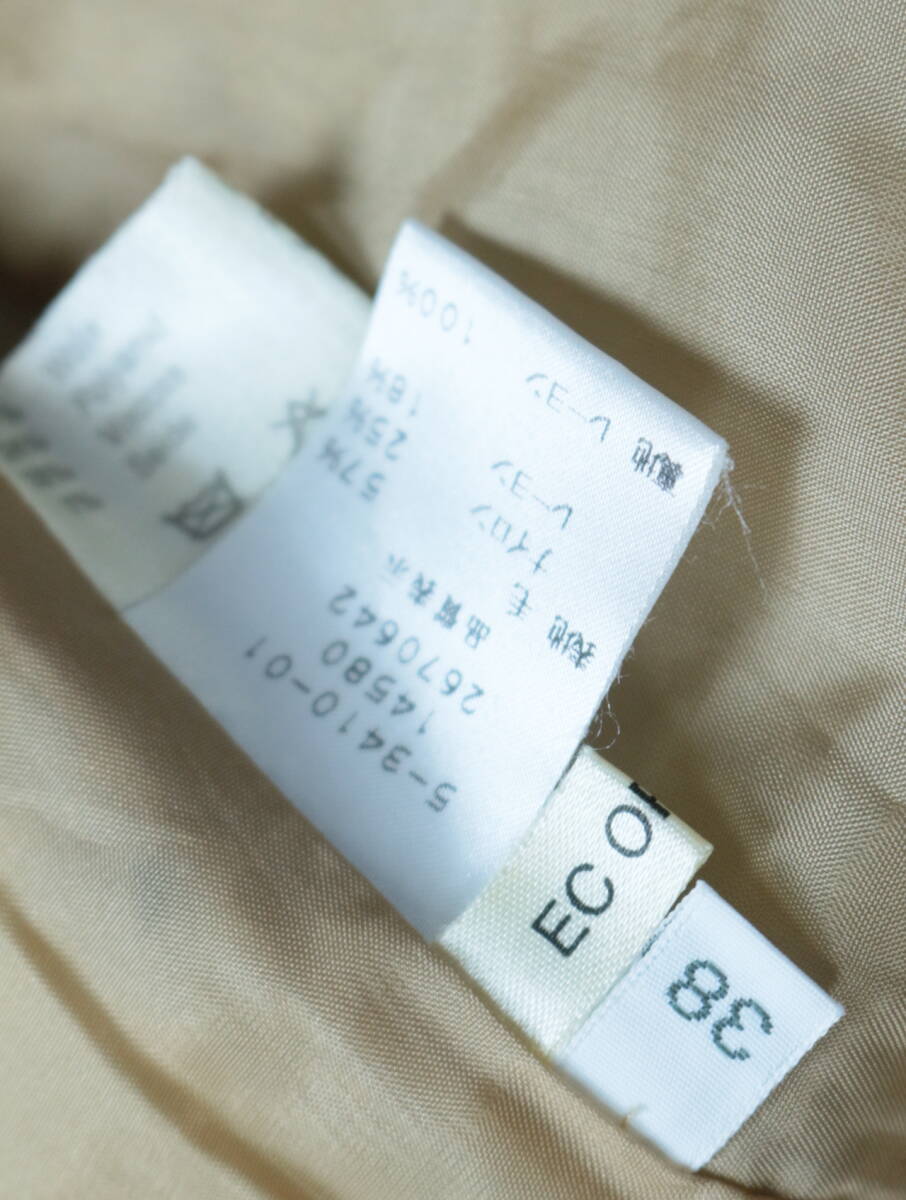 5-3410-01
14580
2670642
品質表示
表地 毛 57%
ナイロン 25%
レーヨン 18%
裏地 レーヨン 100%
EC O
38